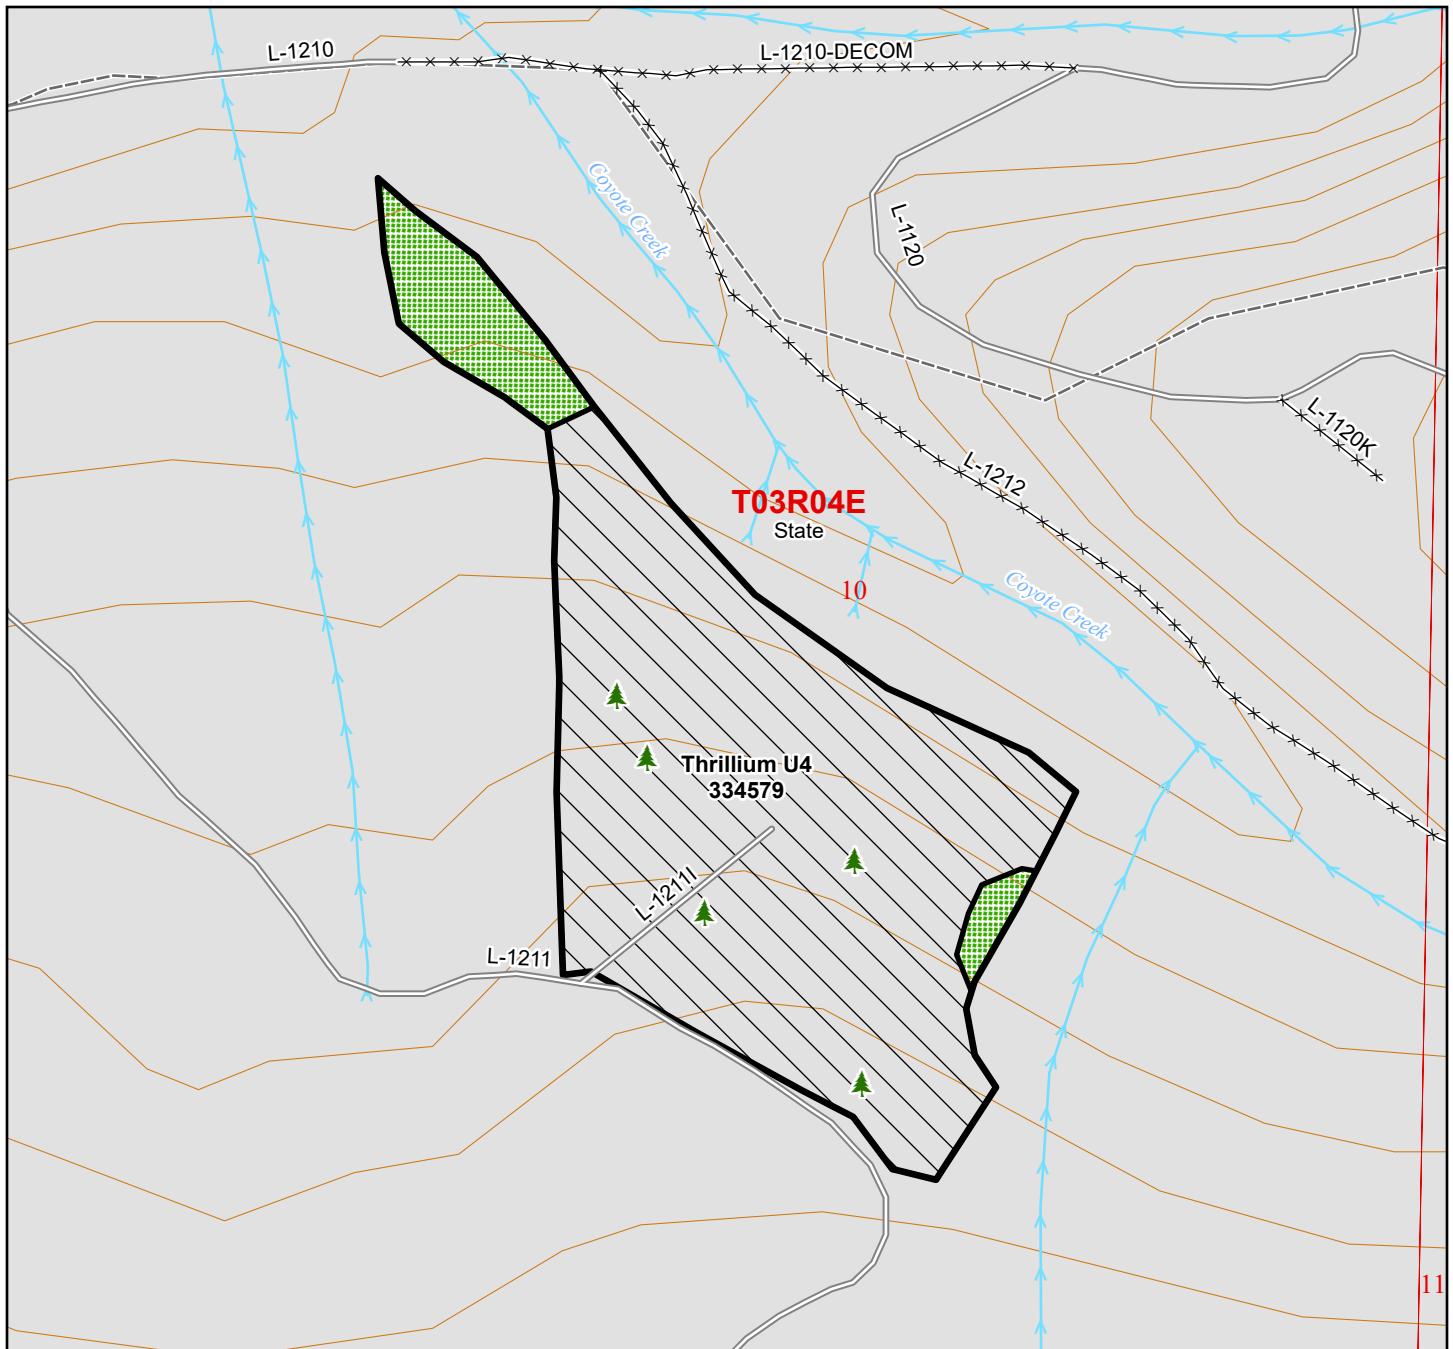 L-1210
L-1210-DECOM
Coyote Creek
L-1120
L-1120K
L-1212
T03R04E
State
10
Coyote Creek
Thrillium U4
334579
L-1211I
L-1211
11